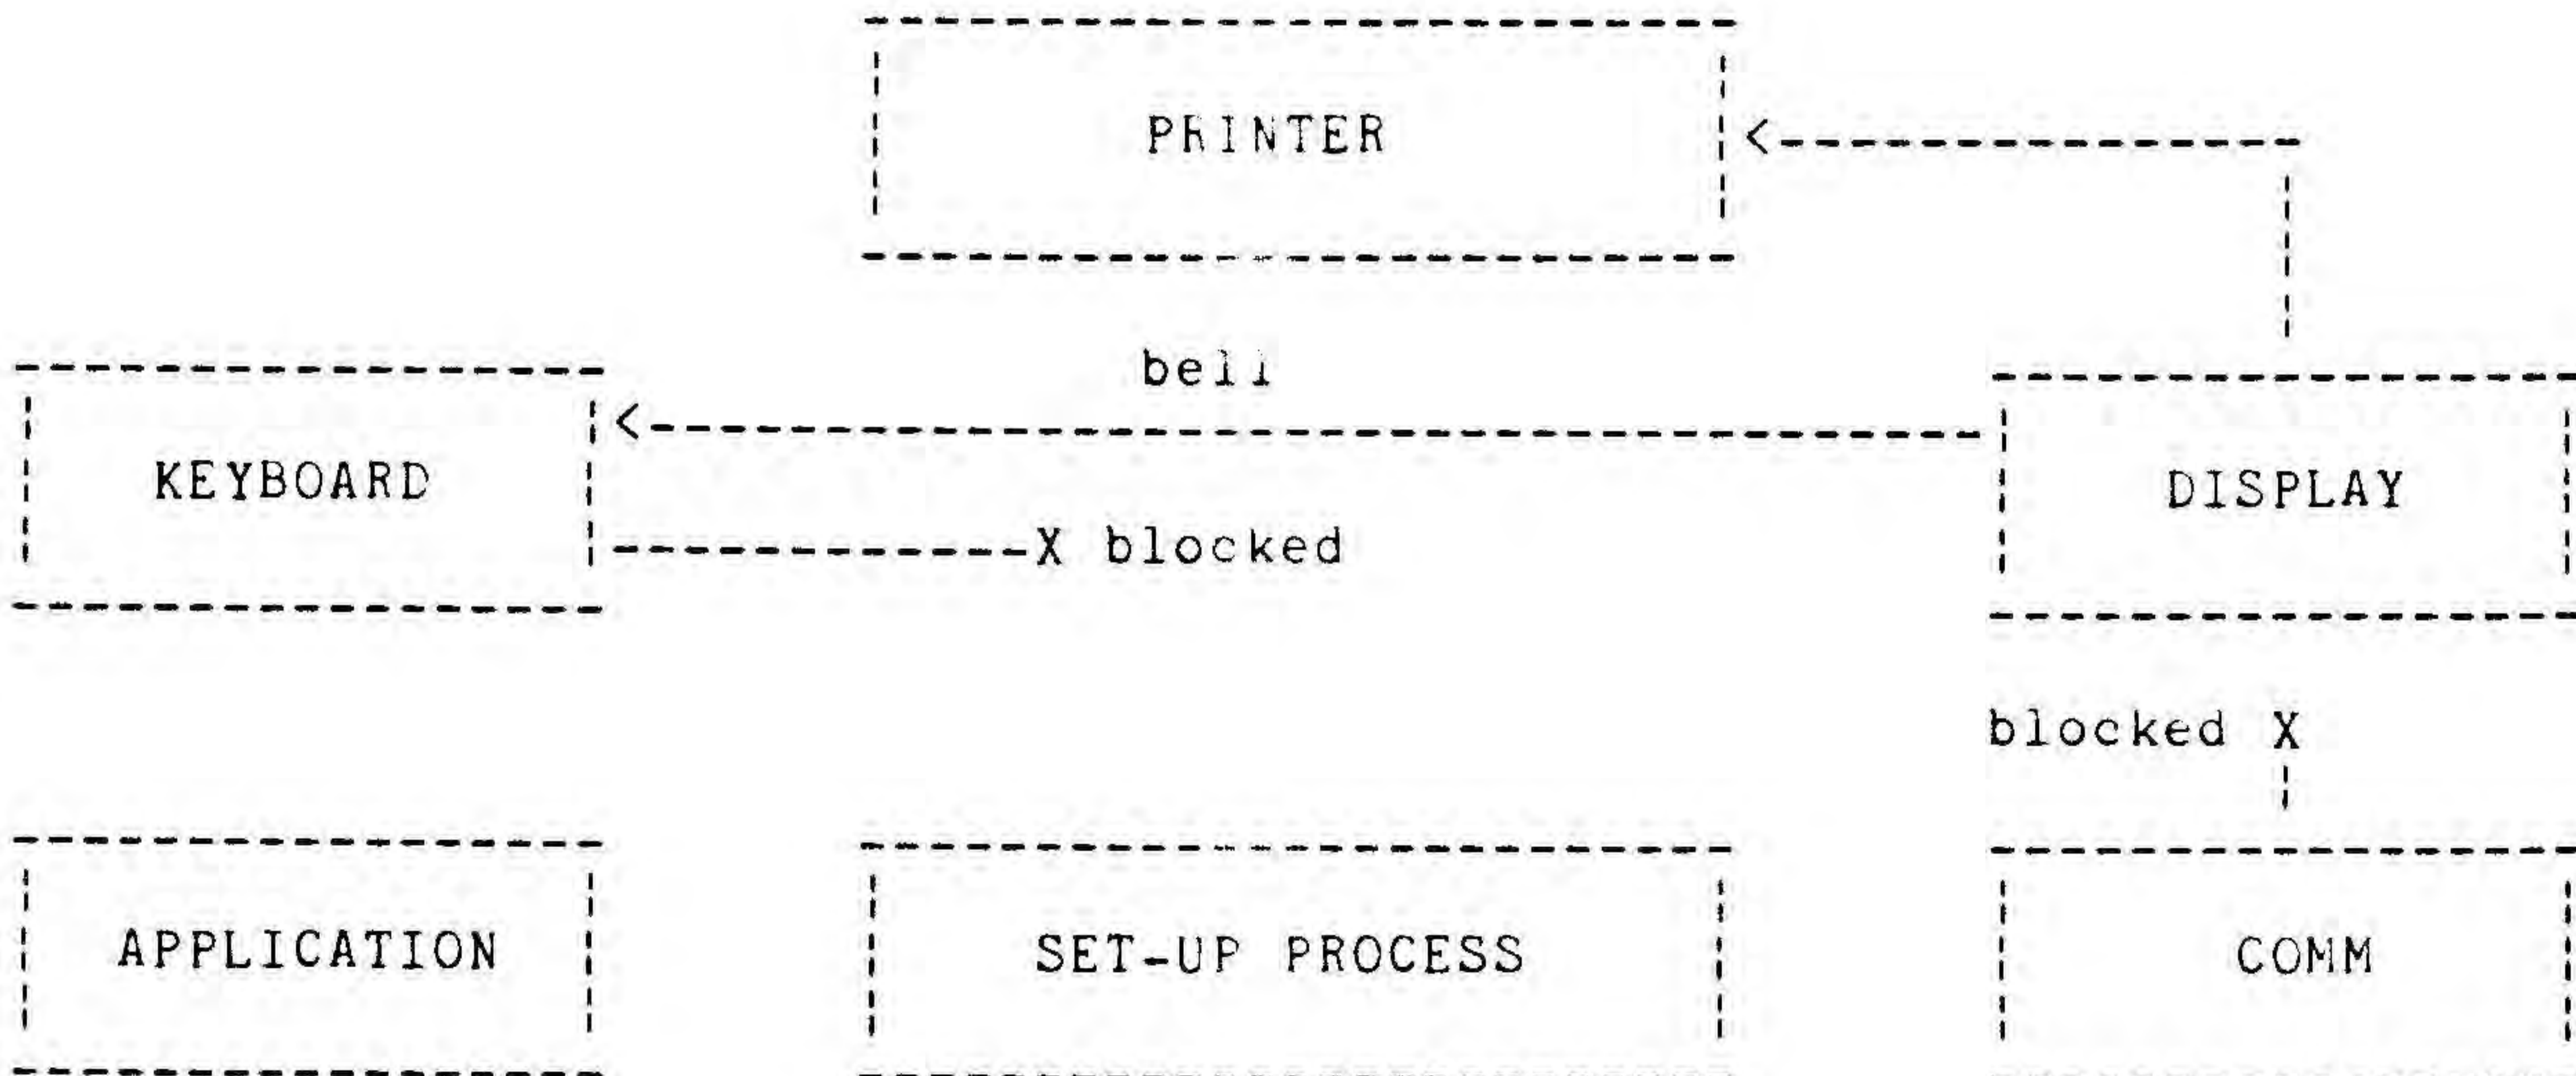 PRINTER
bell
KEYBOARD
DISPLAY
X blocked
blocked X
APPLICATION
SET-UP PROCESS
COMM